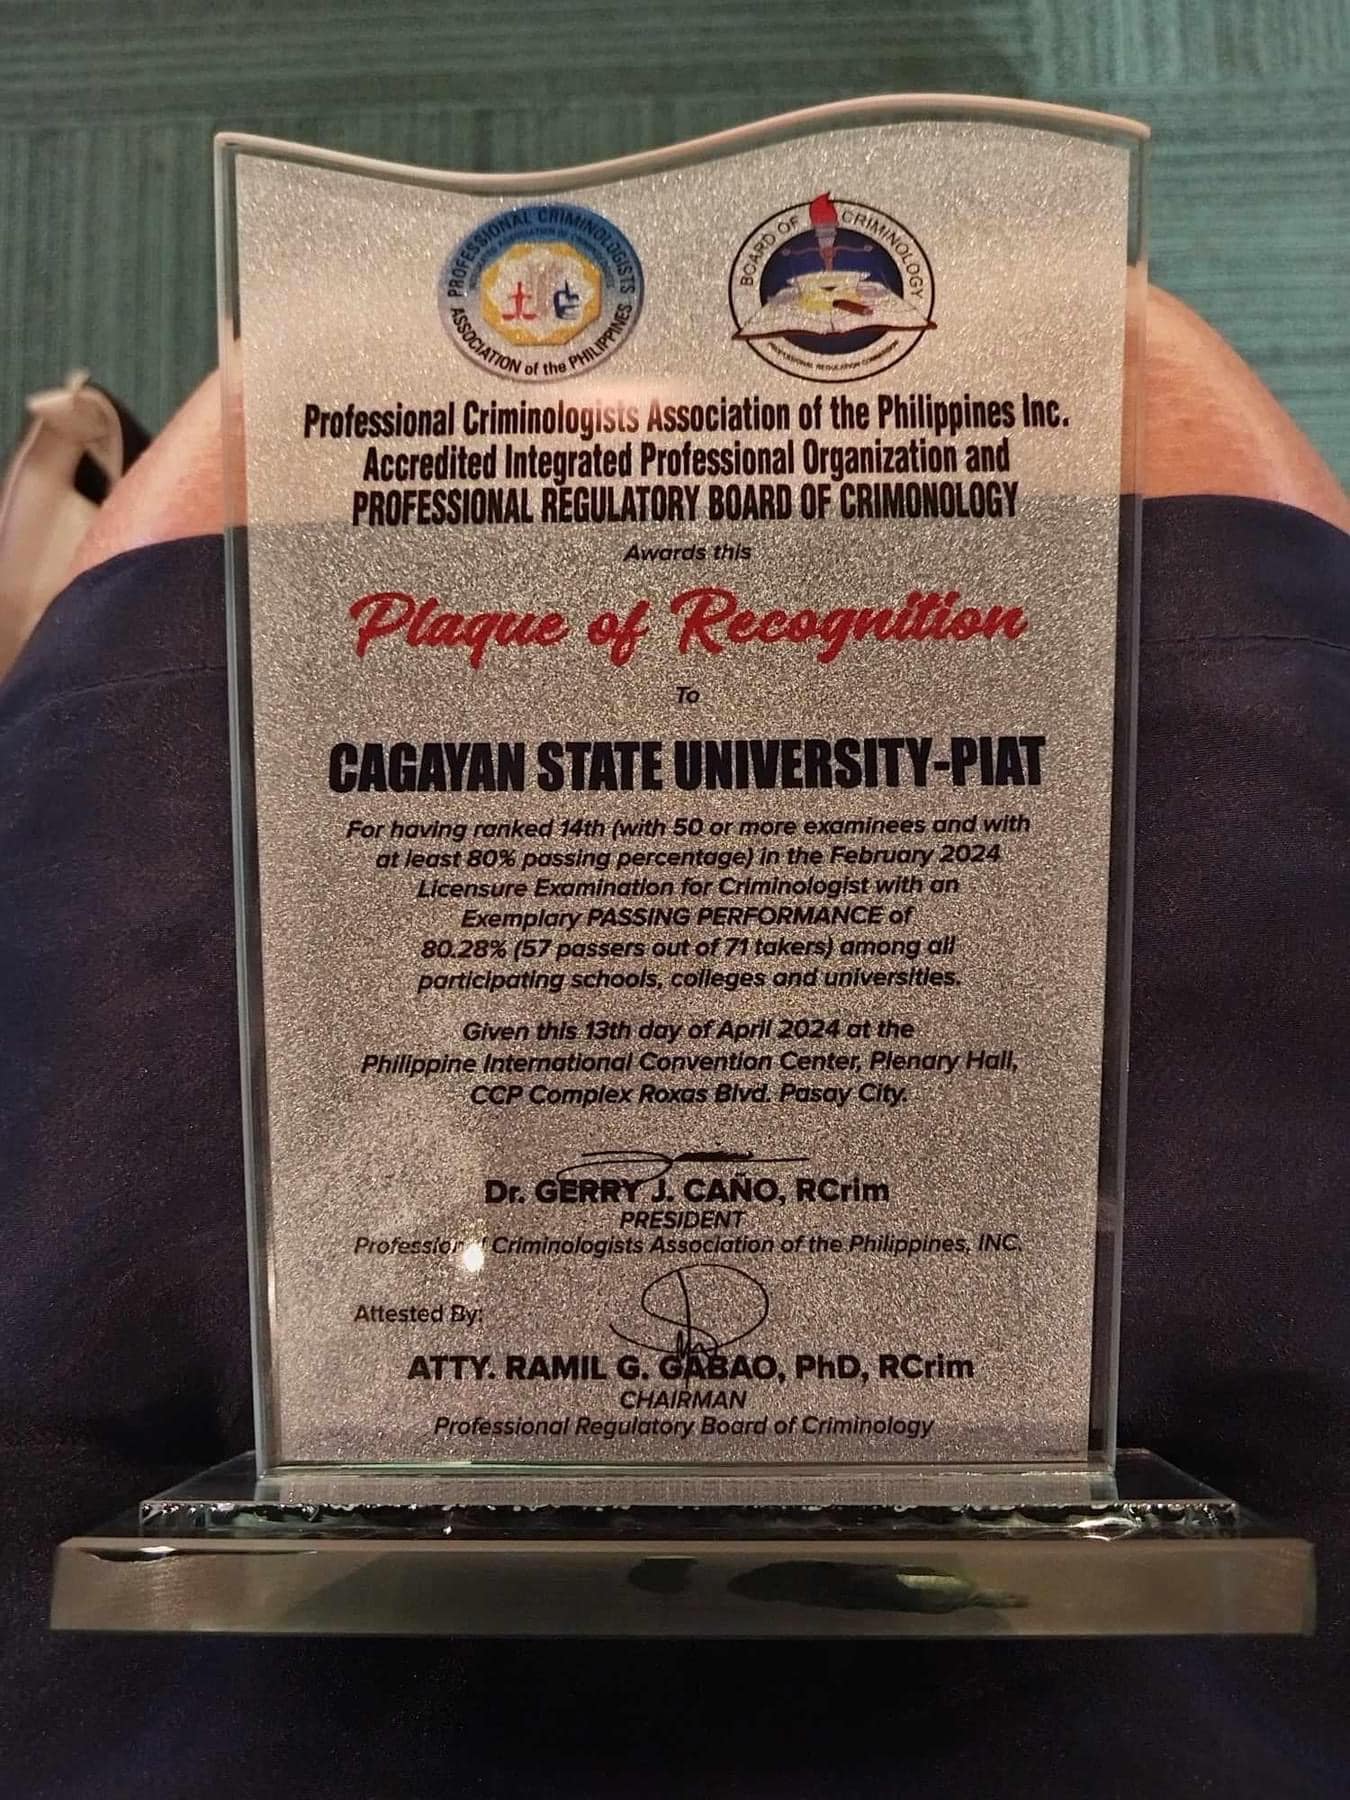 PROFESSIONAL CRIMINOLOGISTS
ASSOCIATION of the PHILIPPINES
BOARD OF CRIMINOLOGY
PROFESSIONAL REGULATION COMMISSION
Professional Criminologists Association of the Philippines Inc.
Accredited Integrated Professional Organization and
PROFESSIONAL REGULATORY BOARD OF CRIMONOLOGY
Awards this
Plaque of Recognition
To
CAGAYAN STATE UNIVERSITY-PIAT
For having ranked 14th (with 50 or more examinees and with
at least 80% passing percentage) in the February 2024
Licensure Examination for Criminologist with an
Exemplary PASSING PERFORMANCE of
80.28% (57 passers out of 71 takers) among all
participating schools, colleges and universities.
Given this 13th day of April 2024 at the
Philippine International Convention Center, Plenary Hall,
CCP Complex Roxas Blvd. Pasay City.
Dr. GERRY J. CAÑO, RCrim
PRESIDENT
Professional Criminologists Association of the Philippines, INC.
Attested By:
ATTY. RAMIL G. GABAO, PhD, RCrim
CHAIRMAN
Professional Regulatory Board of Criminology